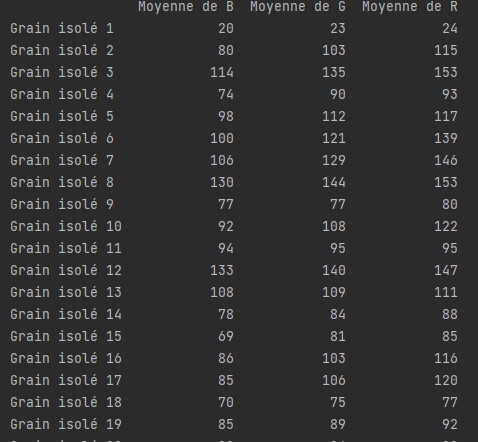 Moyenne de B Moyenne de G Moyenne de R
Grain isolé 1 20 23 24
Grain isolé 2 80 103 115
Grain isolé 3 114 135 153
Grain isolé 4 74 90 93
Grain isolé 5 98 112 117
Grain isolé 6 100 121 139
Grain isolé 7 106 129 146
Grain isolé 8 130 144 153
Grain isolé 9 77 77 80
Grain isolé 10 92 108 122
Grain isolé 11 94 95 95
Grain isolé 12 133 140 147
Grain isolé 13 108 109 111
Grain isolé 14 78 84 88
Grain isolé 15 69 81 85
Grain isolé 16 86 103 116
Grain isolé 17 85 106 120
Grain isolé 18 70 75 77
Grain isolé 19 85 89 92